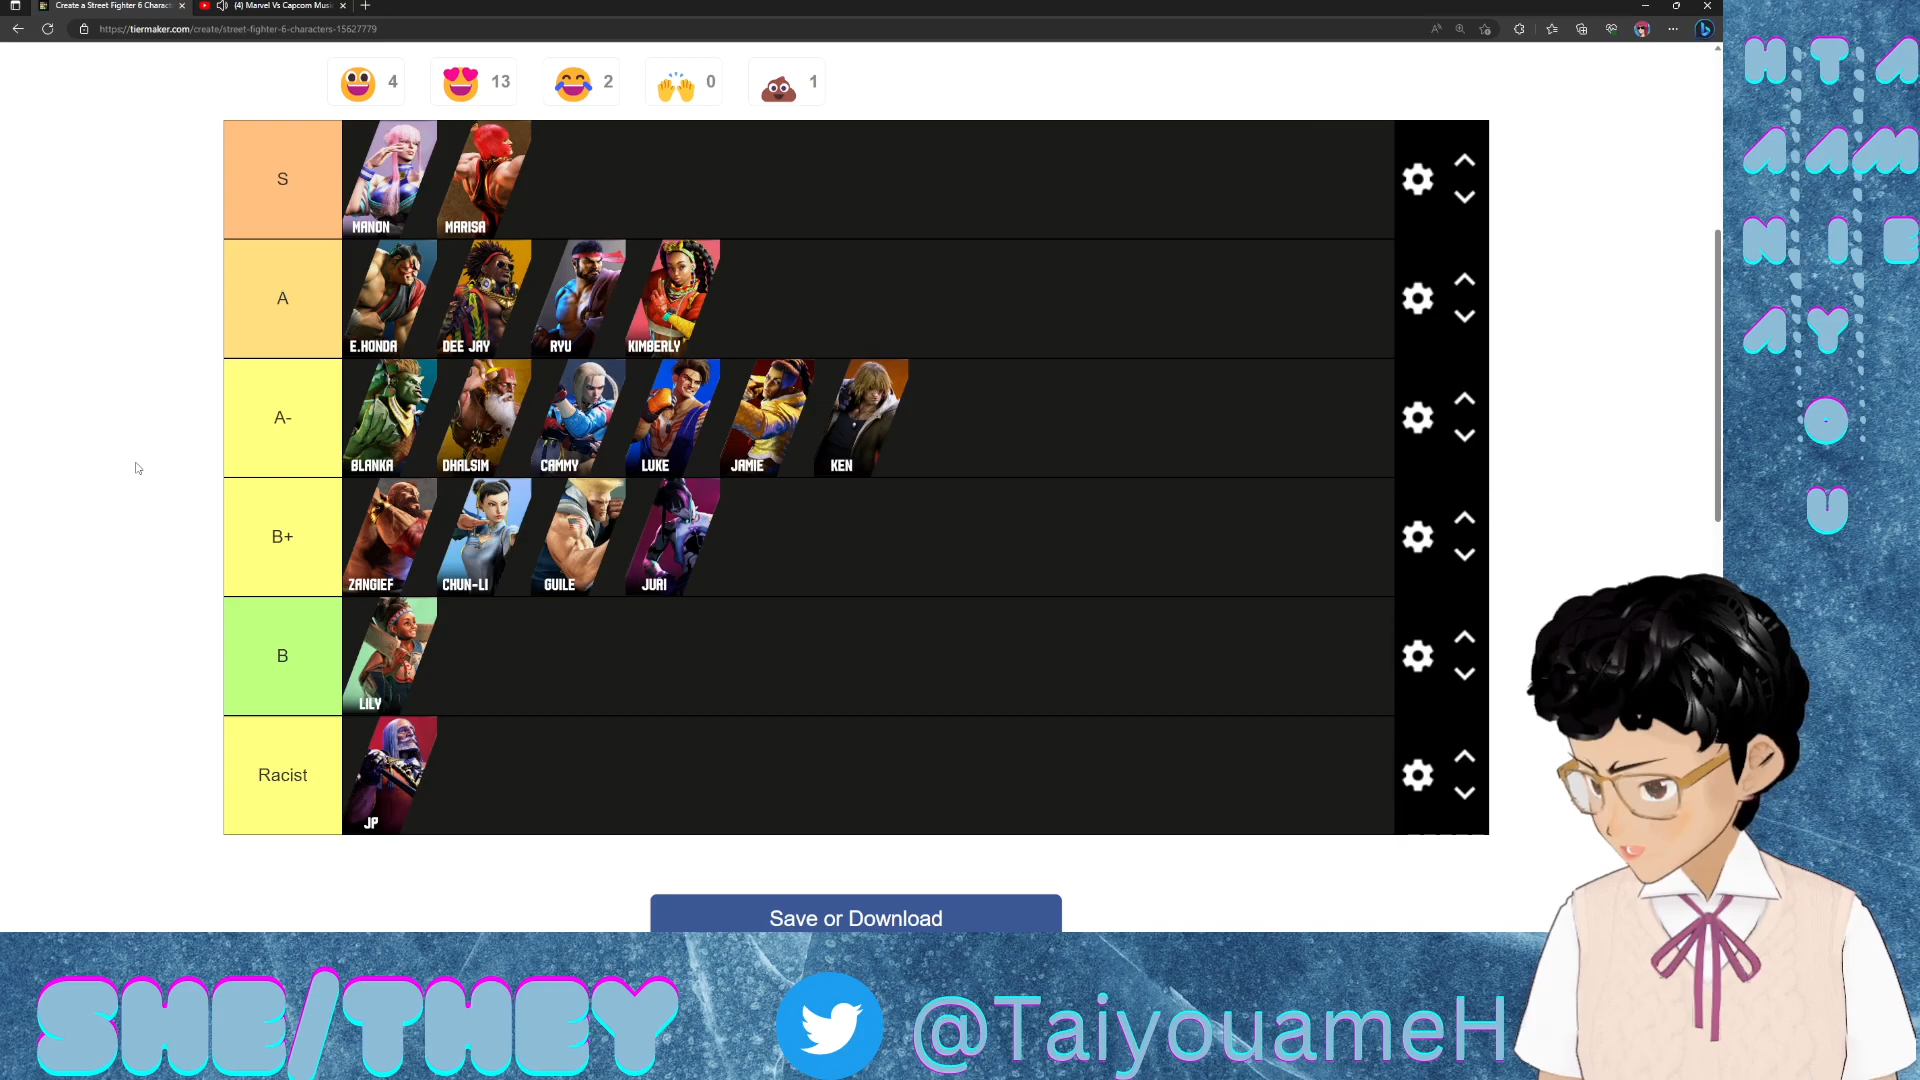 Create a Street Fighter 6 Charact
(4) Marvel Vs Capcom Musi
https://tiermaker.com/create/street-fighter-6-characters-15627779
4
13
2
0
1
S
MANON
MARISA
A
E.HONDA
DEE JAY
RYU
KIMBERLY
A-
BLANKA
DHALSIM
CAMMY
LUKE
JAMIE
KEN
B+
ZANGIEF
CHUN-LI
GUILE
JURI
B
LILY
Racist
JP
Save or Download
H T A
A A M
N I E
A Y
U
SHE/THEY
@TaiyouameH